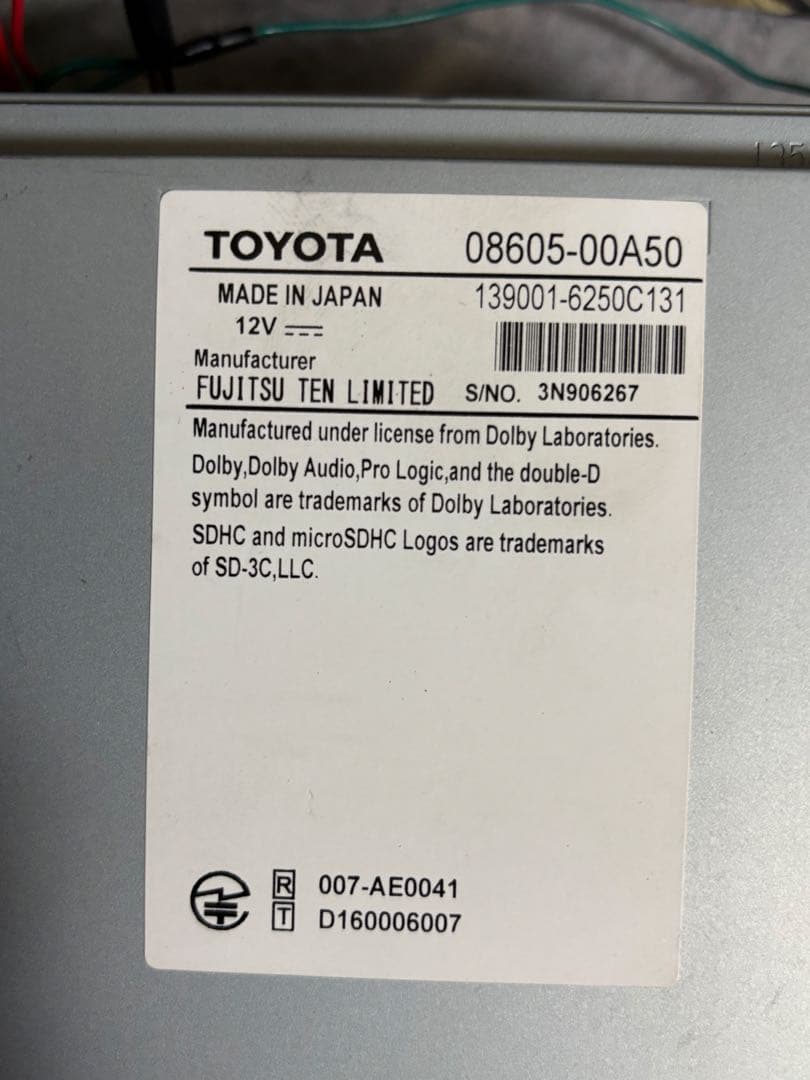 TOYOTA 08605-00A50
MADE IN JAPAN 139001-6250C131
12V
Manufacturer
FUJITSU TEN LIMITED S/NO. 3N906267
Manufactured under license from Dolby Laboratories.
Dolby,Dolby Audio,Pro Logic,and the double-D
symbol are trademarks of Dolby Laboratories.
SDHC and microSDHC Logos are trademarks
of SD-3C,LLC.
R 007-AE0041
T D160006007